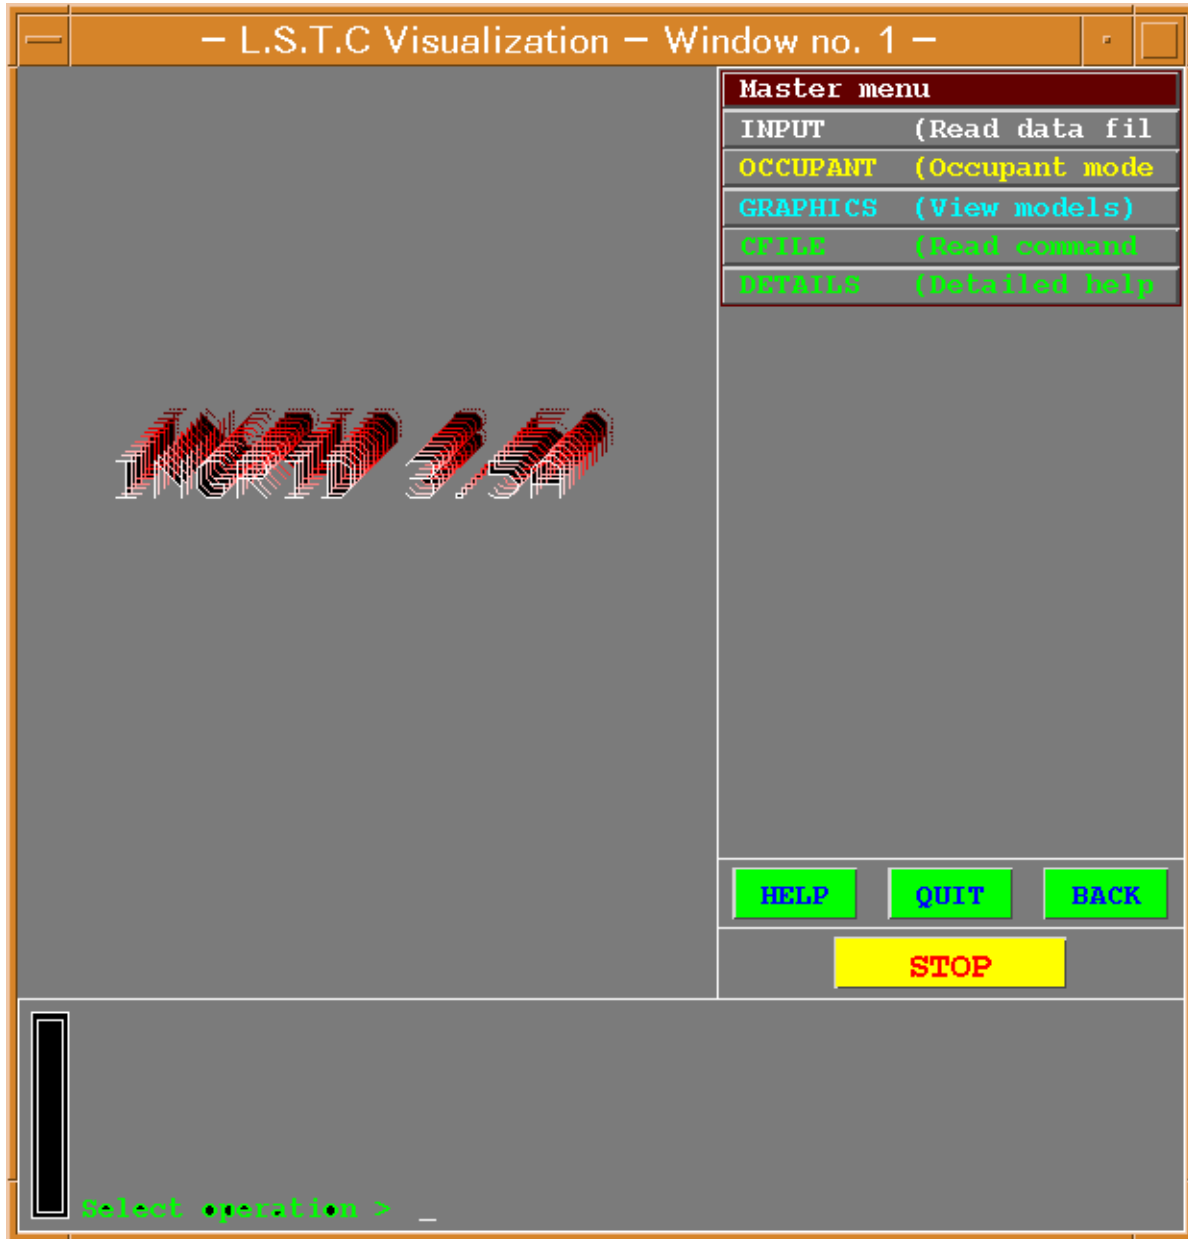 - L.S.T.C Visualization - Window no. 1 -
Master menu
INPUT (Read data fil
OCCUPANT (Occupant mode
GRAPHICS (View models)
CFILE (Read command
DETAILS (Detailed help
INGRID 3.5A
HELP QUIT BACK
STOP
Select operation > _